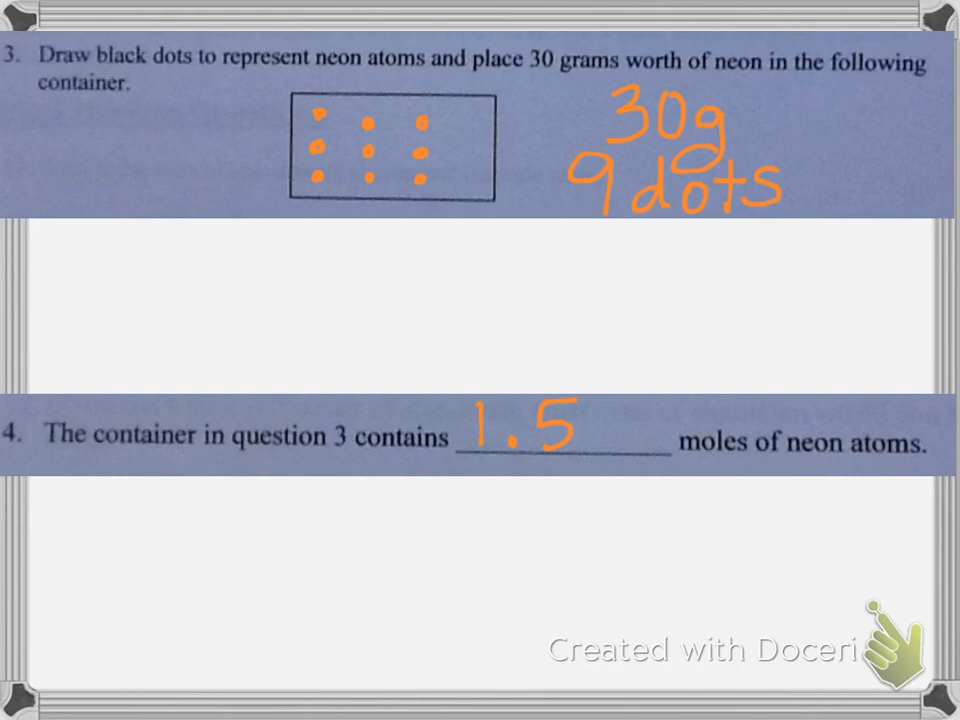 3. Draw black dots to represent neon atoms and place 30 grams worth of neon in the following
container.
30g
9 dots
4. The container in question 3 contains 1.5 moles of neon atoms.
Created with Doceri